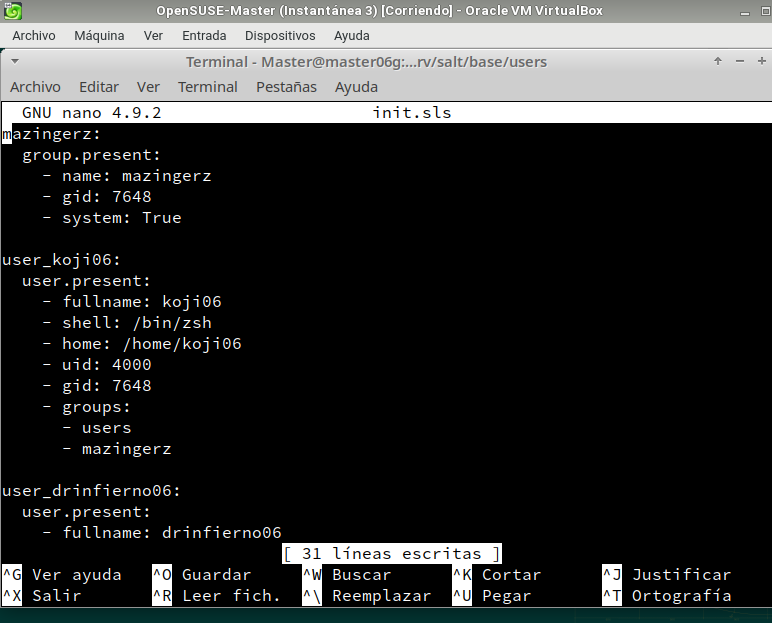 OpenSUSE-Master (Instantánea 3) [Corriendo] - Oracle VM VirtualBox
Archivo Máquina Ver Entrada Dispositivos Ayuda
Terminal - Master@master06g:...rv/salt/base/users
Archivo Editar Ver Terminal Pestañas Ayuda
GNU nano 4.9.2 init.sls
mazingerz:
  group.present:
    - name: mazingerz
    - gid: 7648
    - system: True

user_koji06:
  user.present:
    - fullname: koji06
    - shell: /bin/zsh
    - home: /home/koji06
    - uid: 4000
    - gid: 7648
    - groups:
      - users
      - mazingerz

user_drinfierno06:
  user.present:
    - fullname: drinfierno06
[ 31 líneas escritas ]
^G Ver ayuda ^O Guardar ^W Buscar ^K Cortar ^J Justificar
^X Salir ^R Leer fich. ^\ Reemplazar ^U Pegar ^T Ortografía